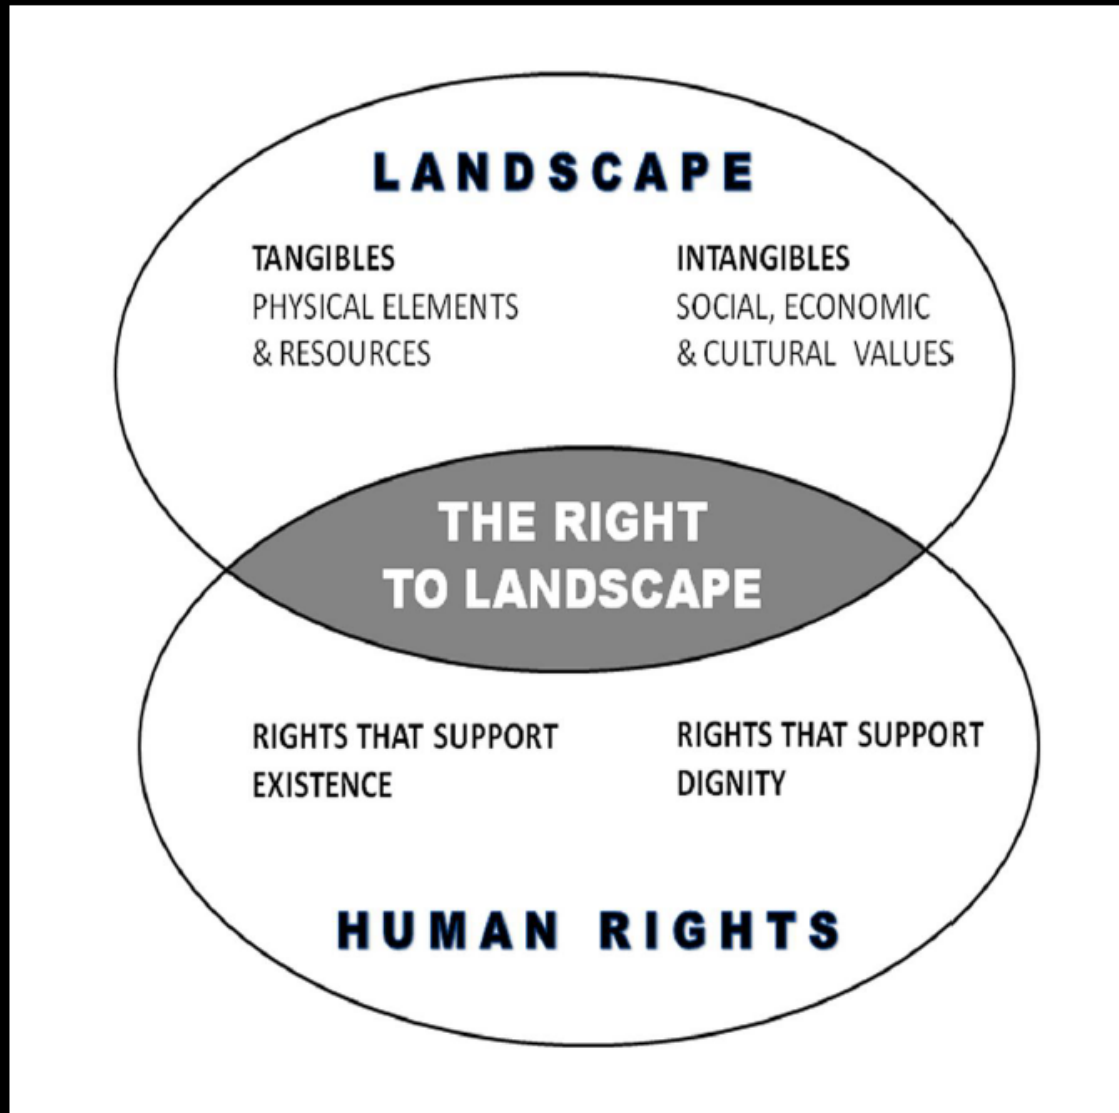 LANDSCAPE
TANGIBLES
PHYSICAL ELEMENTS
& RESOURCES
INTANGIBLES
SOCIAL, ECONOMIC
& CULTURAL VALUES
THE RIGHT
TO LANDSCAPE
RIGHTS THAT SUPPORT
EXISTENCE
RIGHTS THAT SUPPORT
DIGNITY
HUMAN RIGHTS